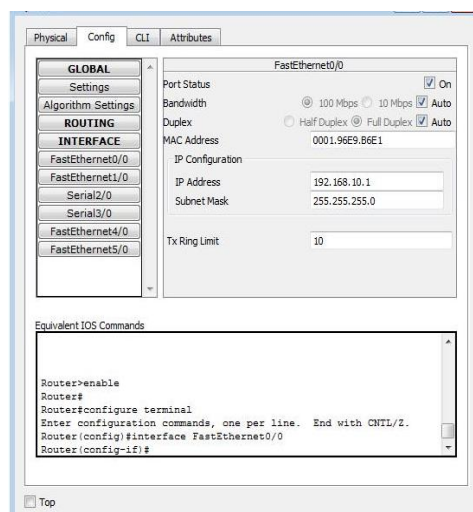 Physical Config CLI Attributes
GLOBAL
Settings
Algorithm Settings
ROUTING
INTERFACE
FastEthernet0/0
FastEthernet1/0
Serial2/0
Serial3/0
FastEthernet4/0
FastEthernet5/0
FastEthernet0/0
Port Status On
Bandwidth 100 Mbps 10 Mbps Auto
Duplex Half Duplex Full Duplex Auto
MAC Address 0001.96E9.B6E1
IP Configuration
IP Address 192.168.10.1
Subnet Mask 255.255.255.0
Tx Ring Limit 10
Equivalent IOS Commands
Router>enable
Router#
Router#configure terminal
Enter configuration commands, one per line. End with CNTL/Z.
Router(config)#interface FastEthernet0/0
Router(config-if)#
Top